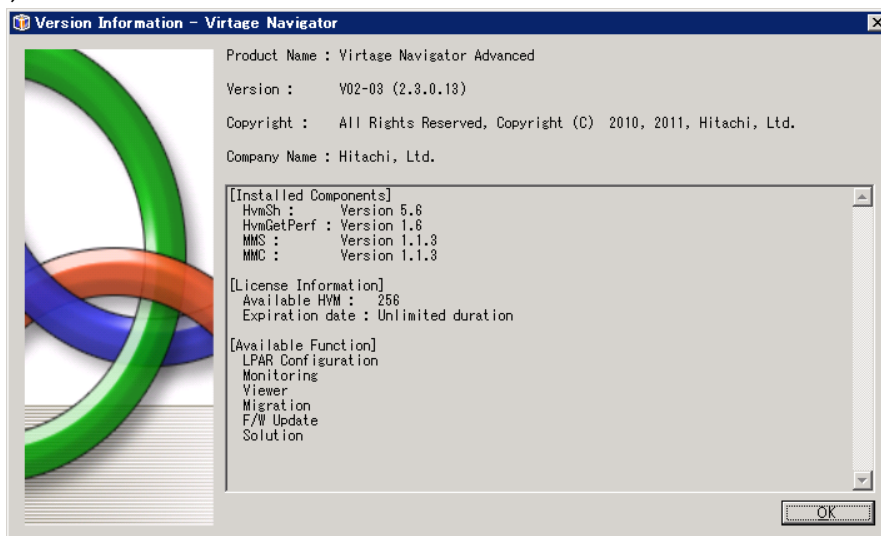 Version Information - Virtage Navigator
Product Name : Virtage Navigator Advanced
Version : V02-03 (2.3.0.13)
Copyright : All Rights Reserved, Copyright (C) 2010, 2011, Hitachi, Ltd.
Company Name : Hitachi, Ltd.
[Installed Components]
HvmSh : Version 5.6
HvmGetPerf : Version 1.6
MMS : Version 1.1.3
MMC : Version 1.1.3
[License Information]
Available HVM : 256
Expiration date : Unlimited duration
[Available Function]
LPAR Configuration
Monitoring
Viewer
Migration
F/W Update
Solution
OK